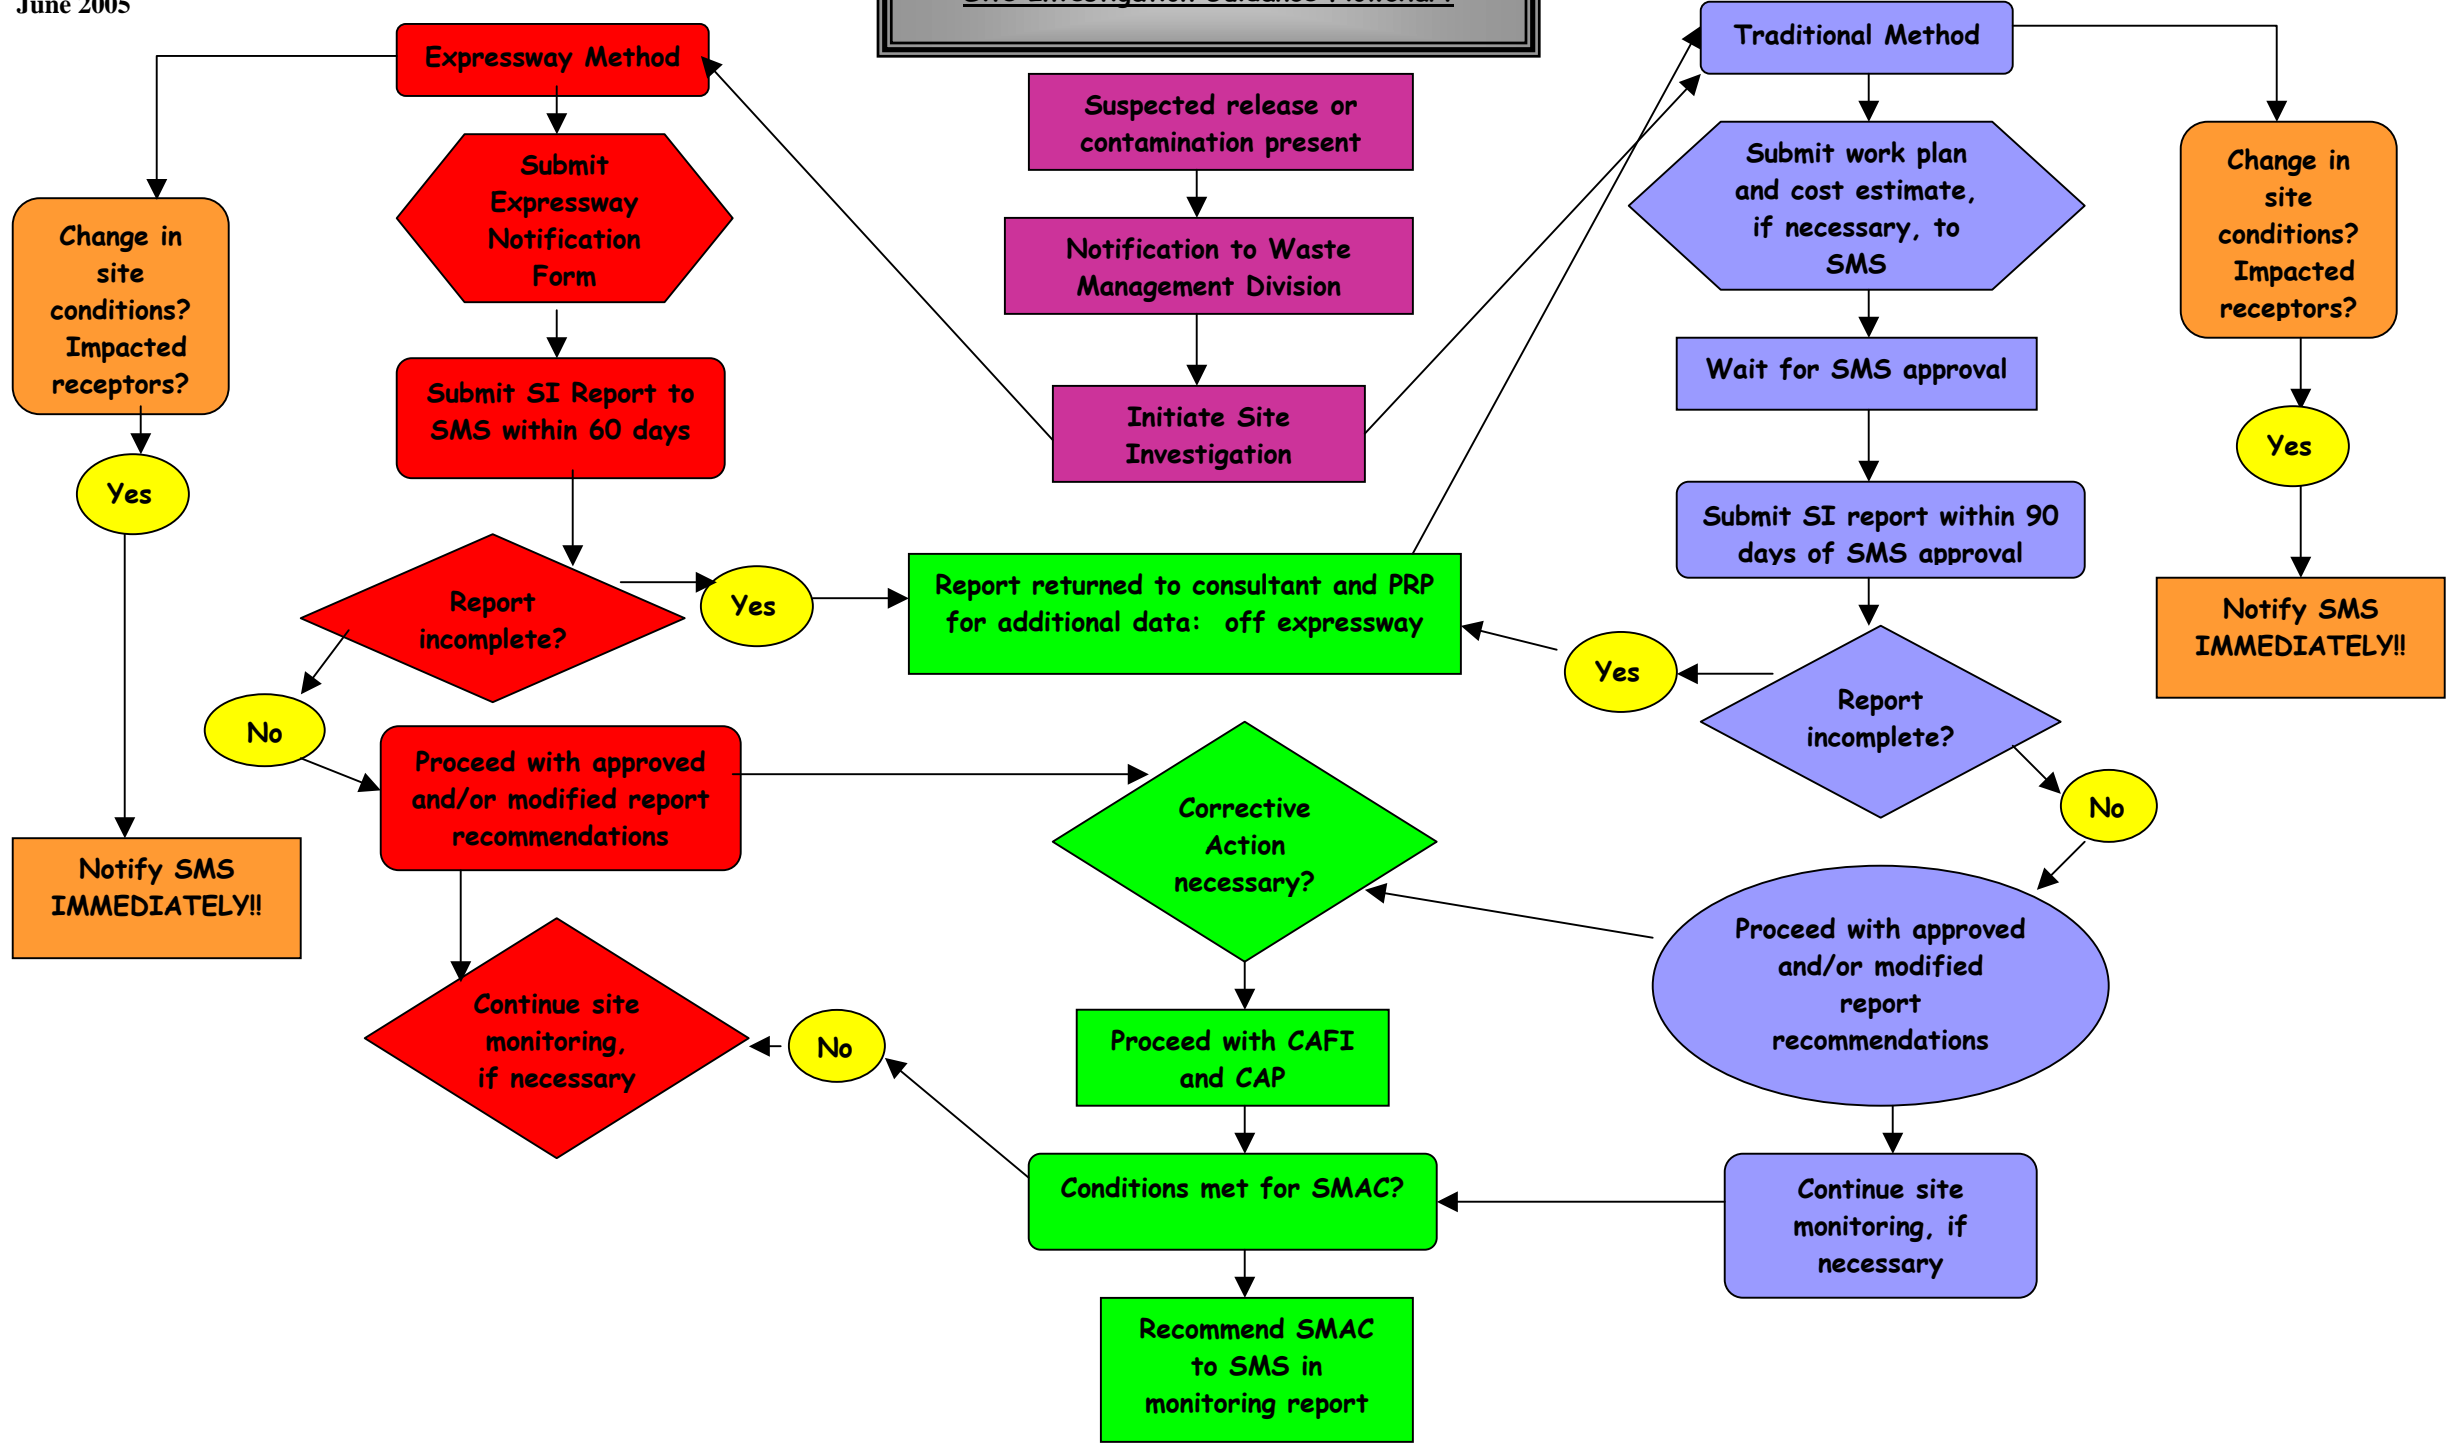 June 2005
Site Investigation Guidance Flowchart
Expressway Method
Traditional Method
Suspected release or
contamination present
Submit
Expressway
Notification
Form
Submit work plan
and cost estimate,
if necessary, to
SMS
Change in
site
conditions?
Impacted
receptors?
Change in
site
conditions?
Impacted
receptors?
Notification to Waste
Management Division
Wait for SMS approval
Submit SI Report to
SMS within 60 days
Initiate Site
Investigation
Yes
Yes
Submit SI report within 90
days of SMS approval
Report
incomplete?
Yes
Report returned to consultant and PRP
for additional data: off expressway
Yes
Notify SMS
IMMEDIATELY!!
Report
incomplete?
No
No
Proceed with approved
and/or modified report
recommendations
Corrective
Action
necessary?
Notify SMS
IMMEDIATELY!!
Proceed with approved
and/or modified
report
recommendations
Continue site
monitoring,
if necessary
No
Proceed with CAFI
and CAP
Conditions met for SMAC?
Continue site
monitoring, if
necessary
Recommend SMAC
to SMS in
monitoring report